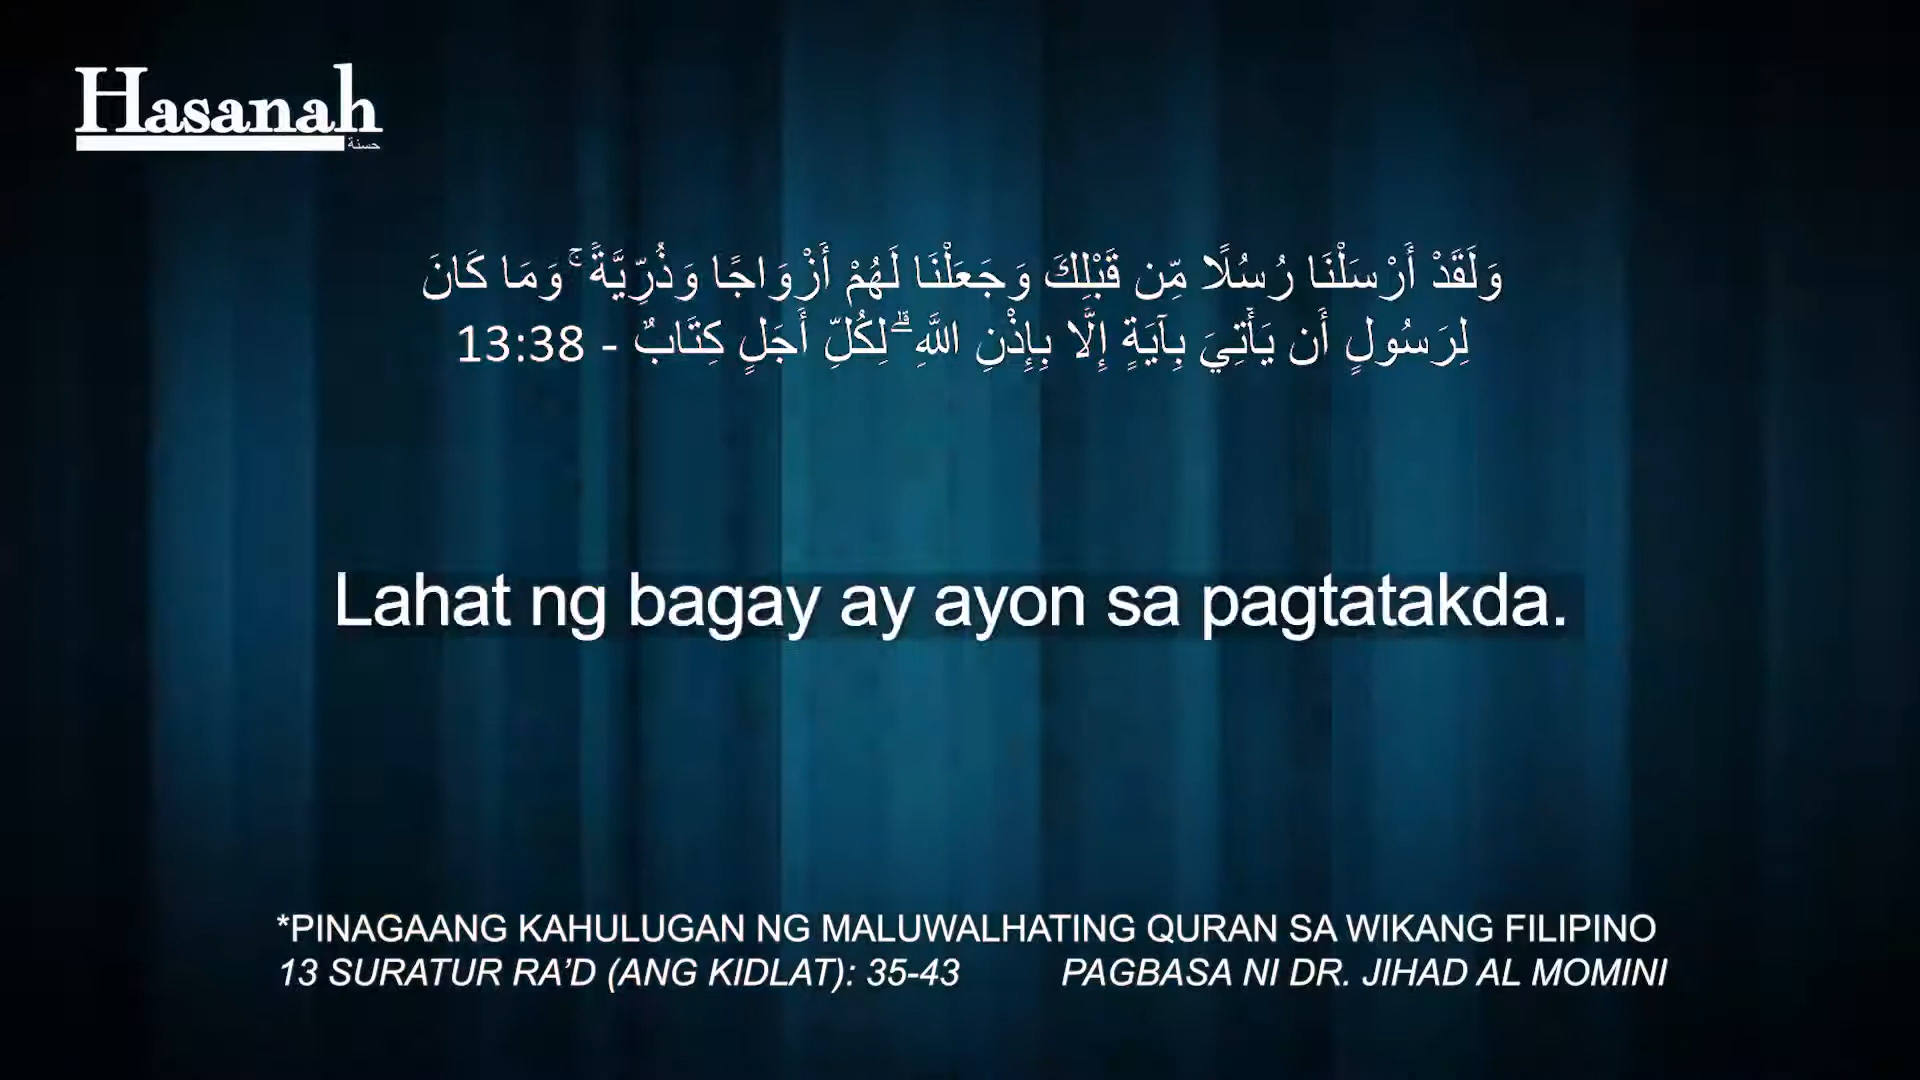 Hasanah
حسنة
وَلَقَدْ أَرْسَلْنَا رُسُلًا مِّن قَبْلِكَ وَجَعَلْنَا لَهُمْ أَزْوَاجًا وَذُرِّيَّةً ۚ وَمَا كَانَ
لِرَسُولٍ أَن يَأْتِيَ بِآيَةٍ إِلَّا بِإِذْنِ اللَّهِ ۗ لِكُلِّ أَجَلٍ كِتَابٌ - 13:38
Lahat ng bagay ay ayon sa pagtatakda.
*PINAGAANG KAHULUGAN NG MALUWALHATING QURAN SA WIKANG FILIPINO
13 SURATUR RA’D (ANG KIDLAT): 35-43 PAGBASA NI DR. JIHAD AL MOMINI